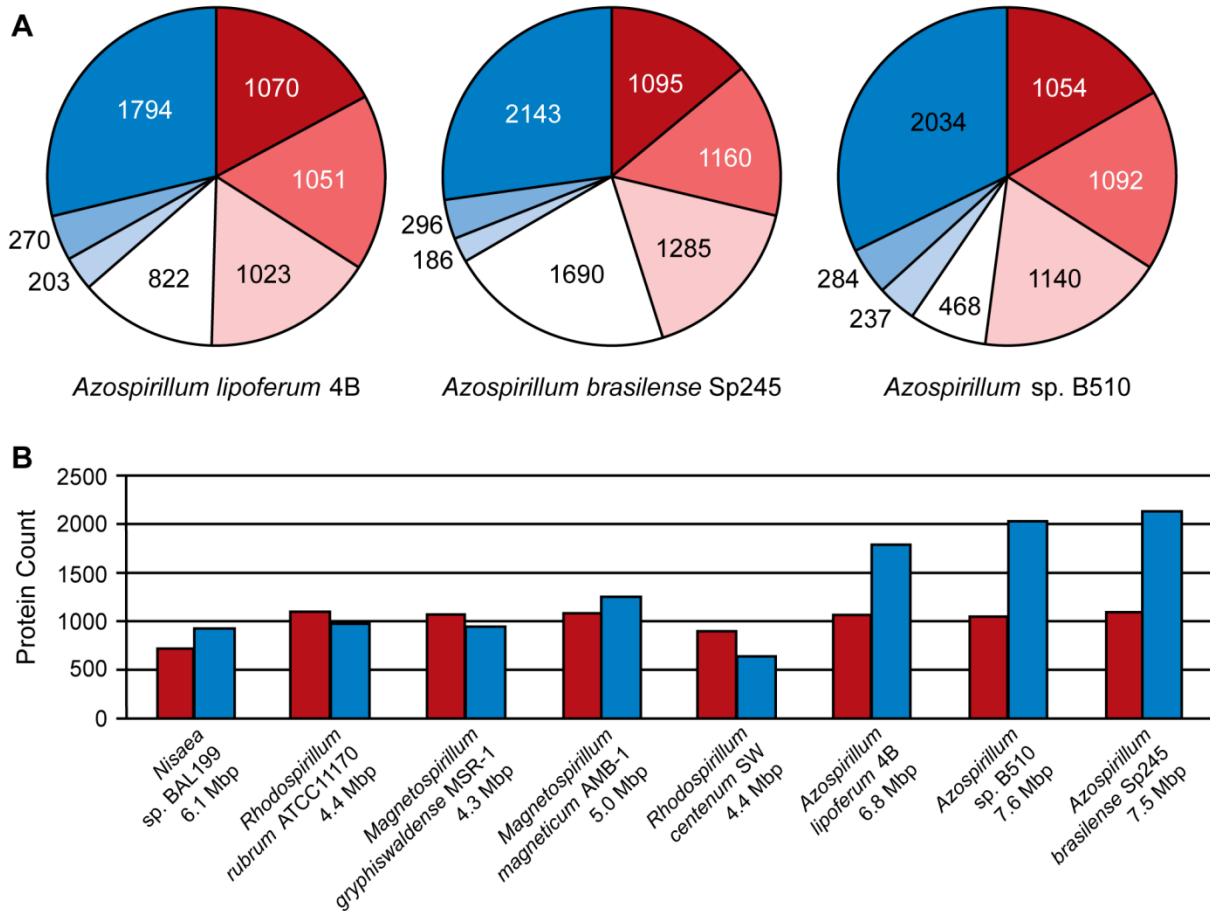 A
1070
1051
1023
822
203
270
1794
Azospirillum lipoferum 4B
1095
1160
1285
1690
186
296
2143
Azospirillum brasilense Sp245
1054
1092
1140
468
237
284
2034
Azospirillum sp. B510
B
Protein Count
2500
2000
1500
1000
500
0
Nisaea
sp. BAL199
6.1 Mbp
Rhodospirillum
rubrum ATCC11170
4.4 Mbp
Magnetospirillum
gryphiswaldense MSR-1
4.3 Mbp
Magnetospirillum
magneticum AMB-1
5.0 Mbp
Rhodospirillum
centenum SW
4.4 Mbp
Azospirillum
lipoferum 4B
6.8 Mbp
Azospirillum
sp. B510
7.6 Mbp
Azospirillum
brasilense Sp245
7.5 Mbp